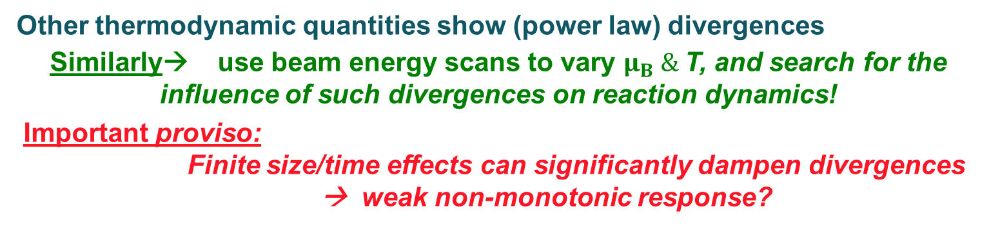 Other thermodynamic quantities show (power law) divergences
Similarly→ use beam energy scans to vary μB & T, and search for the
influence of such divergences on reaction dynamics!
Important proviso:
Finite size/time effects can significantly dampen divergences
→ weak non-monotonic response?